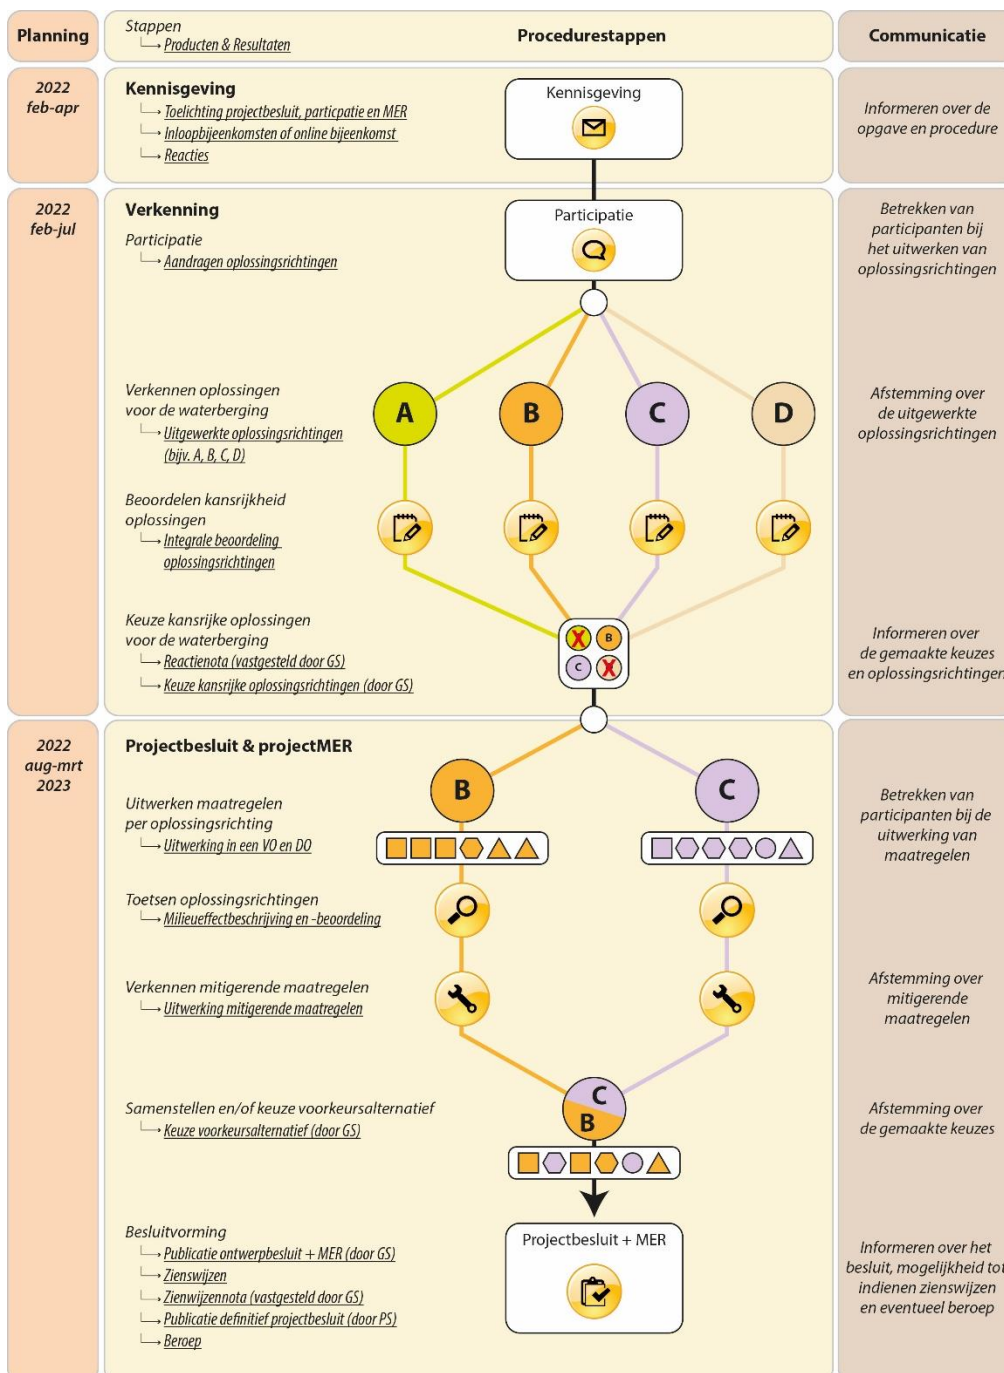 Planning
Stappen
Producten & Resultaten
Procedurestappen
Communicatie
2022
feb-apr
Kennisgeving
Toelichting projectbesluit, particpatie en MER
Inloopbijeenkomsten of online bijeenkomst
Reacties
Kennisgeving
Informeren over de
opgave en procedure
2022
feb-jul
Verkenning
Participatie
Aandragen oplossingsrichtingen
Participatie
Betrekken van
participanten bij
het uitwerken van
oplossingsrichtingen
Verkennen oplossingen
voor de waterberging
Uitgewerkte oplossingsrichtingen
(bijv. A, B, C, D)
A
B
C
D
Afstemming over
de uitgewerkte
oplossingsrichtingen
Beoordelen kansrijkheid
oplossingen
Integrale beoordeling
oplossingsrichtingen
Keuze kansrijke oplossingen
voor de waterberging
Reactienota (vastgesteld door GS)
Keuze kansrijke oplossingsrichtingen (door GS)
X
B
C
X
Informeren over
de gemaakte keuzes
en oplossingsrichtingen
2022
aug-mrt
2023
Projectbesluit & projectMER
Uitwerken maatregelen
per oplossingsrichting
Uitwerking in een VO en DO
B
C
Betrekken van
participanten bij de
uitwerking van
maatregelen
Toetsen oplossingsrichtingen
Milieueffectbeschrijving en -beoordeling
Verkennen mitigerende maatregelen
Uitwerking mitigerende maatregelen
Afstemming over
mitigerende
maatregelen
Samenstellen en/of keuze voorkeursalternatief
Keuze voorkeursalternatief (door GS)
C
B
Afstemming over
de gemaakte keuzes
Besluitvorming
Publicatie ontwerpbesluit + MER (door GS)
Zienswijzen
Zienwijzennota (vastgesteld door GS)
Publicatie definitief projectbesluit (door PS)
Beroep
Projectbesluit + MER
Informeren over het
besluit, mogelijkheid tot
indienen zienswijzen
en eventueel beroep